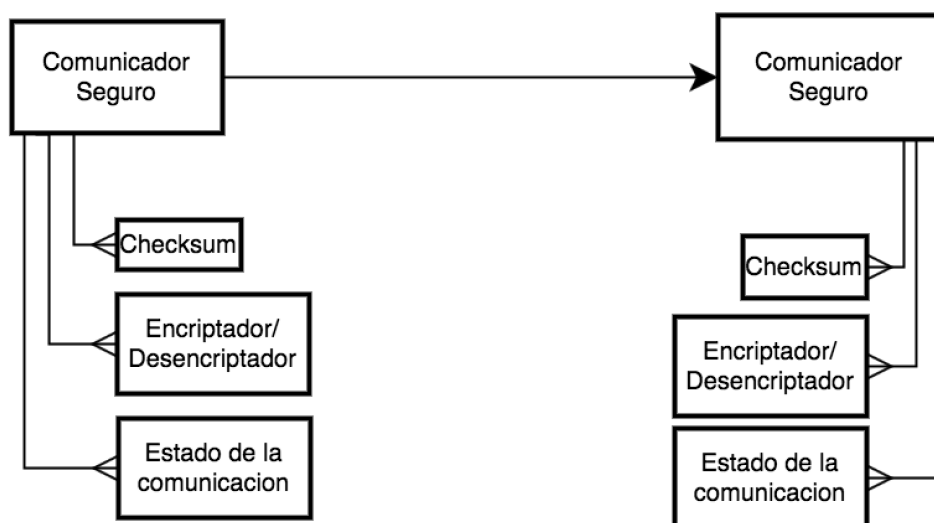 Comunicador
Seguro
Comunicador
Seguro
Checksum
Encriptador/
Desencriptador
Estado de la
comunicacion
Checksum
Encriptador/
Desencriptador
Estado de la
comunicacion